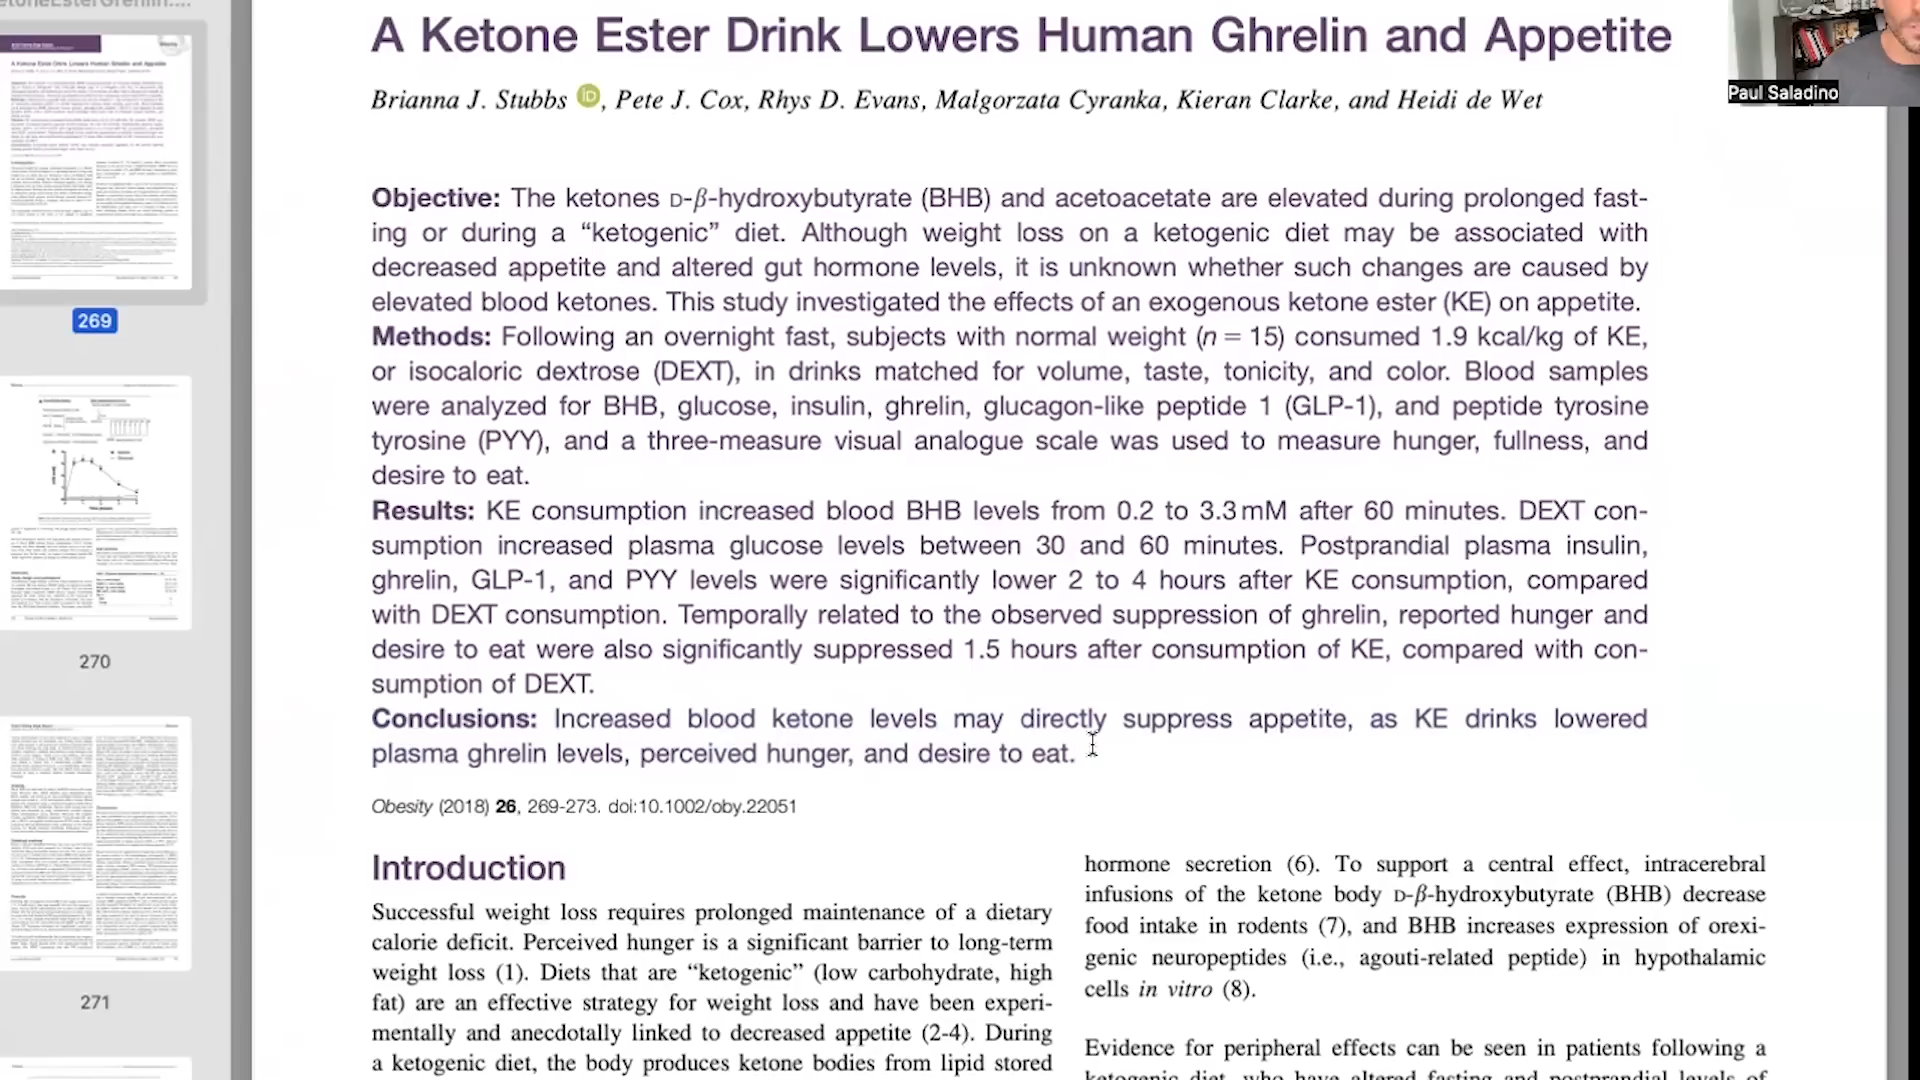 A Ketone Ester Drink Lowers Human Ghrelin and Appetite
Brianna J. Stubbs iD, Pete J. Cox, Rhys D. Evans, Malgorzata Cyranka, Kieran Clarke, and Heidi de Wet
Paul Saladino
Objective: The ketones D-β-hydroxybutyrate (BHB) and acetoacetate are elevated during prolonged fast-
ing or during a “ketogenic” diet. Although weight loss on a ketogenic diet may be associated with
decreased appetite and altered gut hormone levels, it is unknown whether such changes are caused by
elevated blood ketones. This study investigated the effects of an exogenous ketone ester (KE) on appetite.
Methods: Following an overnight fast, subjects with normal weight (n = 15) consumed 1.9 kcal/kg of KE,
or isocaloric dextrose (DEXT), in drinks matched for volume, taste, tonicity, and color. Blood samples
were analyzed for BHB, glucose, insulin, ghrelin, glucagon-like peptide 1 (GLP-1), and peptide tyrosine
tyrosine (PYY), and a three-measure visual analogue scale was used to measure hunger, fullness, and
desire to eat.
Results: KE consumption increased blood BHB levels from 0.2 to 3.3 mM after 60 minutes. DEXT con-
sumption increased plasma glucose levels between 30 and 60 minutes. Postprandial plasma insulin,
ghrelin, GLP-1, and PYY levels were significantly lower 2 to 4 hours after KE consumption, compared
with DEXT consumption. Temporally related to the observed suppression of ghrelin, reported hunger and
desire to eat were also significantly suppressed 1.5 hours after consumption of KE, compared with con-
sumption of DEXT.
Conclusions: Increased blood ketone levels may directly suppress appetite, as KE drinks lowered
plasma ghrelin levels, perceived hunger, and desire to eat.
Obesity (2018) 26, 269-273. doi:10.1002/oby.22051
Introduction
Successful weight loss requires prolonged maintenance of a dietary
calorie deficit. Perceived hunger is a significant barrier to long-term
weight loss (1). Diets that are “ketogenic” (low carbohydrate, high
fat) are an effective strategy for weight loss and have been experi-
mentally and anecdotally linked to decreased appetite (2-4). During
a ketogenic diet, the body produces ketone bodies from lipid stored
hormone secretion (6). To support a central effect, intracerebral
infusions of the ketone body D-β-hydroxybutyrate (BHB) decrease
food intake in rodents (7), and BHB increases expression of orexi-
genic neuropeptides (i.e., agouti-related peptide) in hypothalamic
cells in vitro (8).
Evidence for peripheral effects can be seen in patients following a
ketogenic diet, who have altered fasting and postprandial levels of
269
270
271